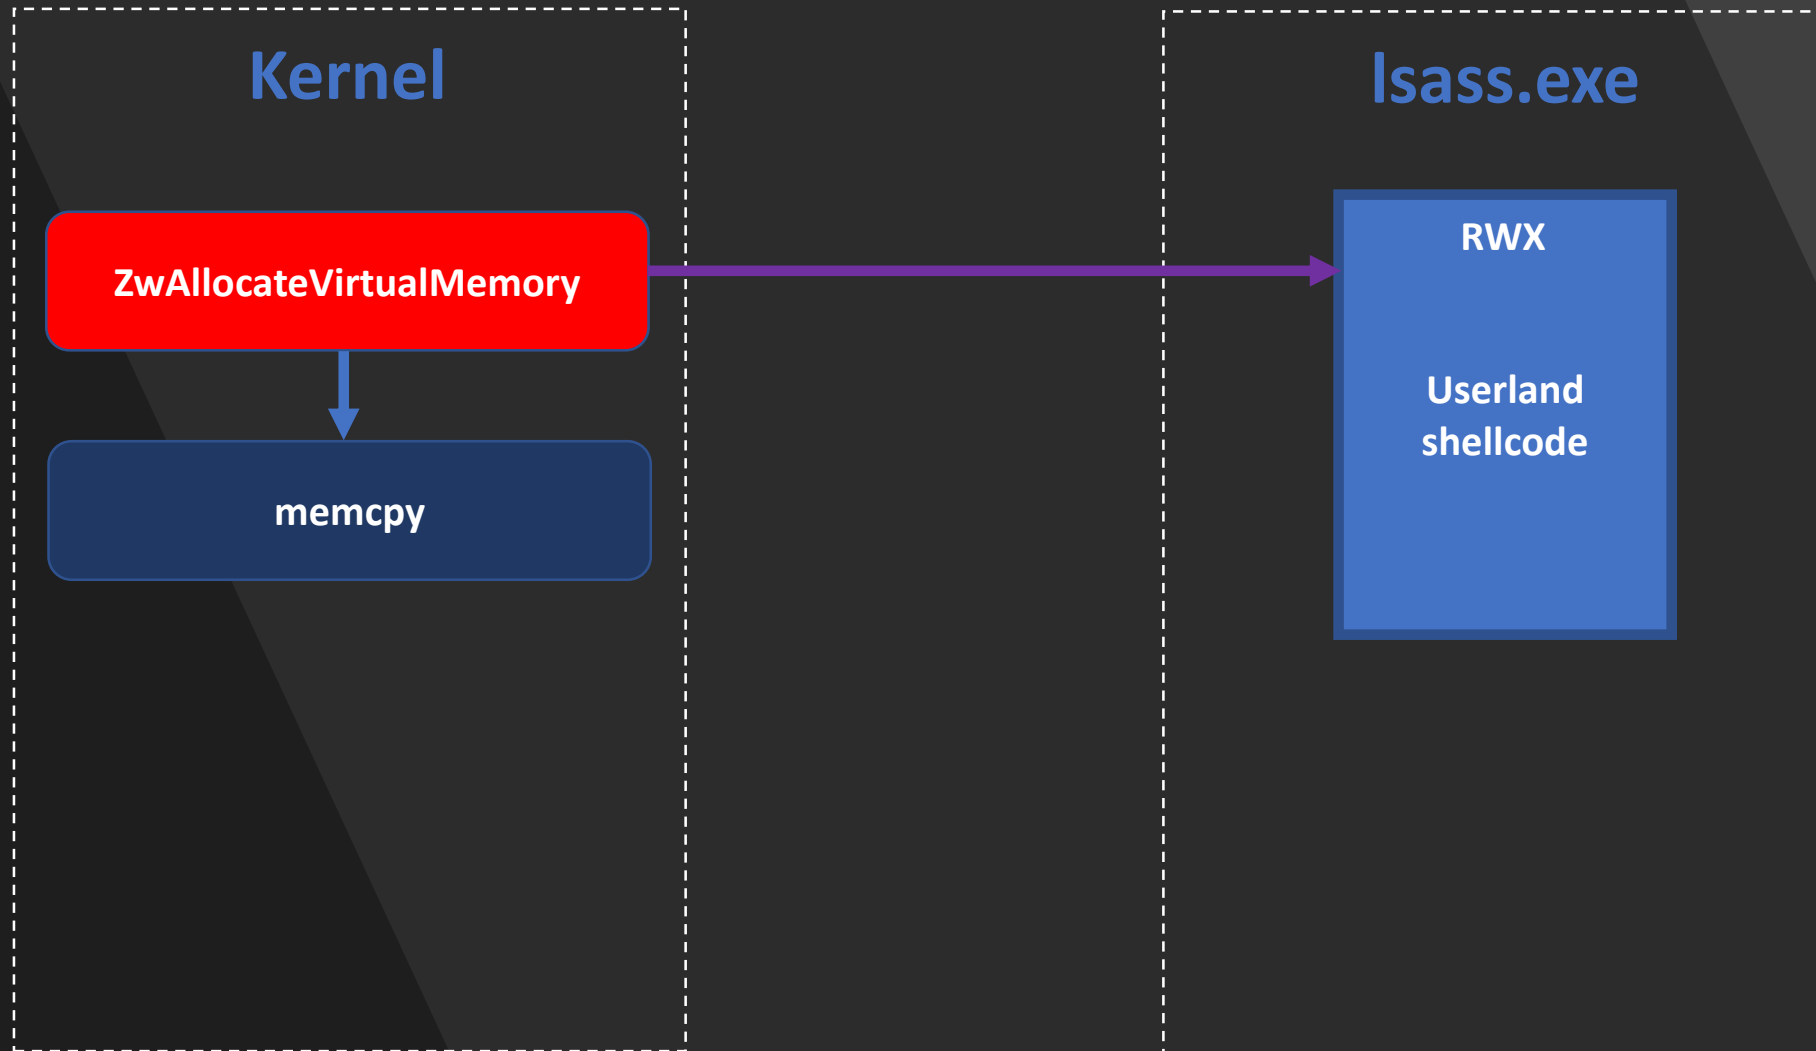 Kernel
ZwAllocateVirtualMemory
memcpy
lsass.exe
RWX
Userland
shellcode